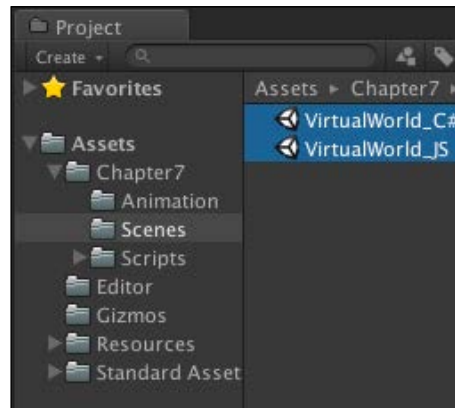 Project
Create
Favorites
Assets
Chapter7
Animation
Scenes
Scripts
Editor
Gizmos
Resources
Standard Asset
Assets ▸ Chapter7 ▸
VirtualWorld_C#
VirtualWorld_JS